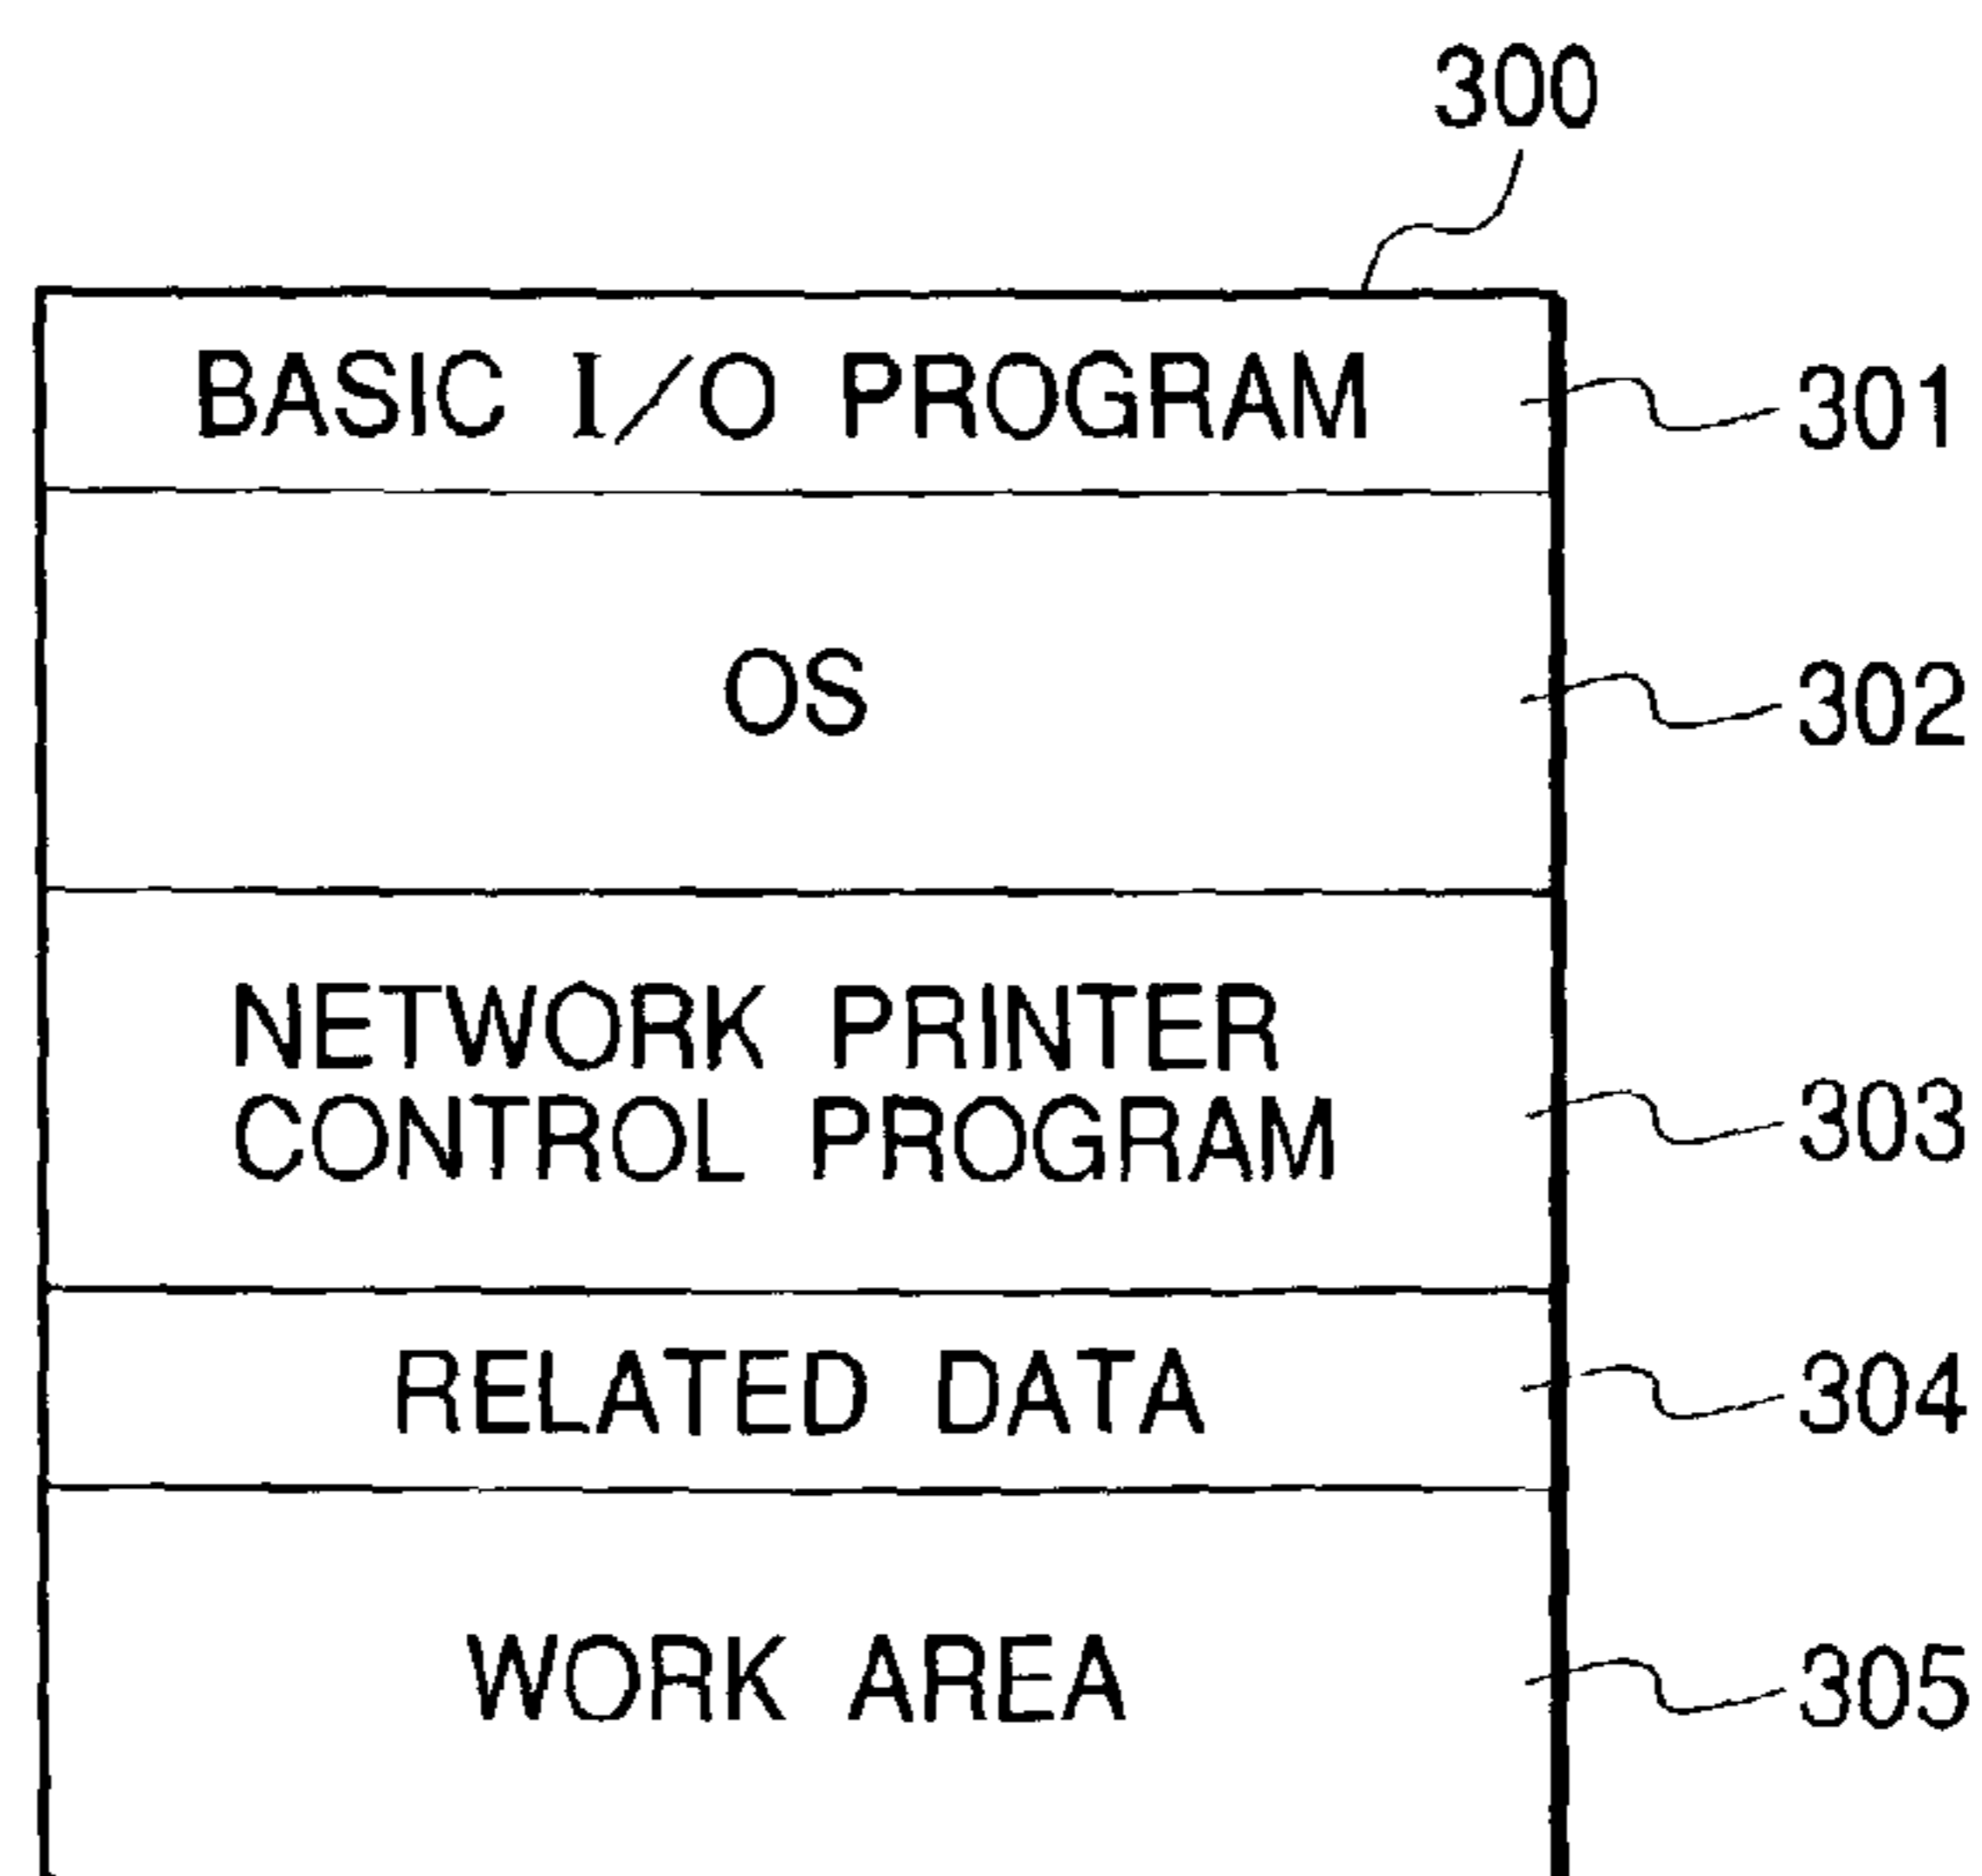 300
BASIC I/O PROGRAM
301
OS
302
NETWORK PRINTER
CONTROL PROGRAM
303
RELATED DATA
304
WORK AREA
305